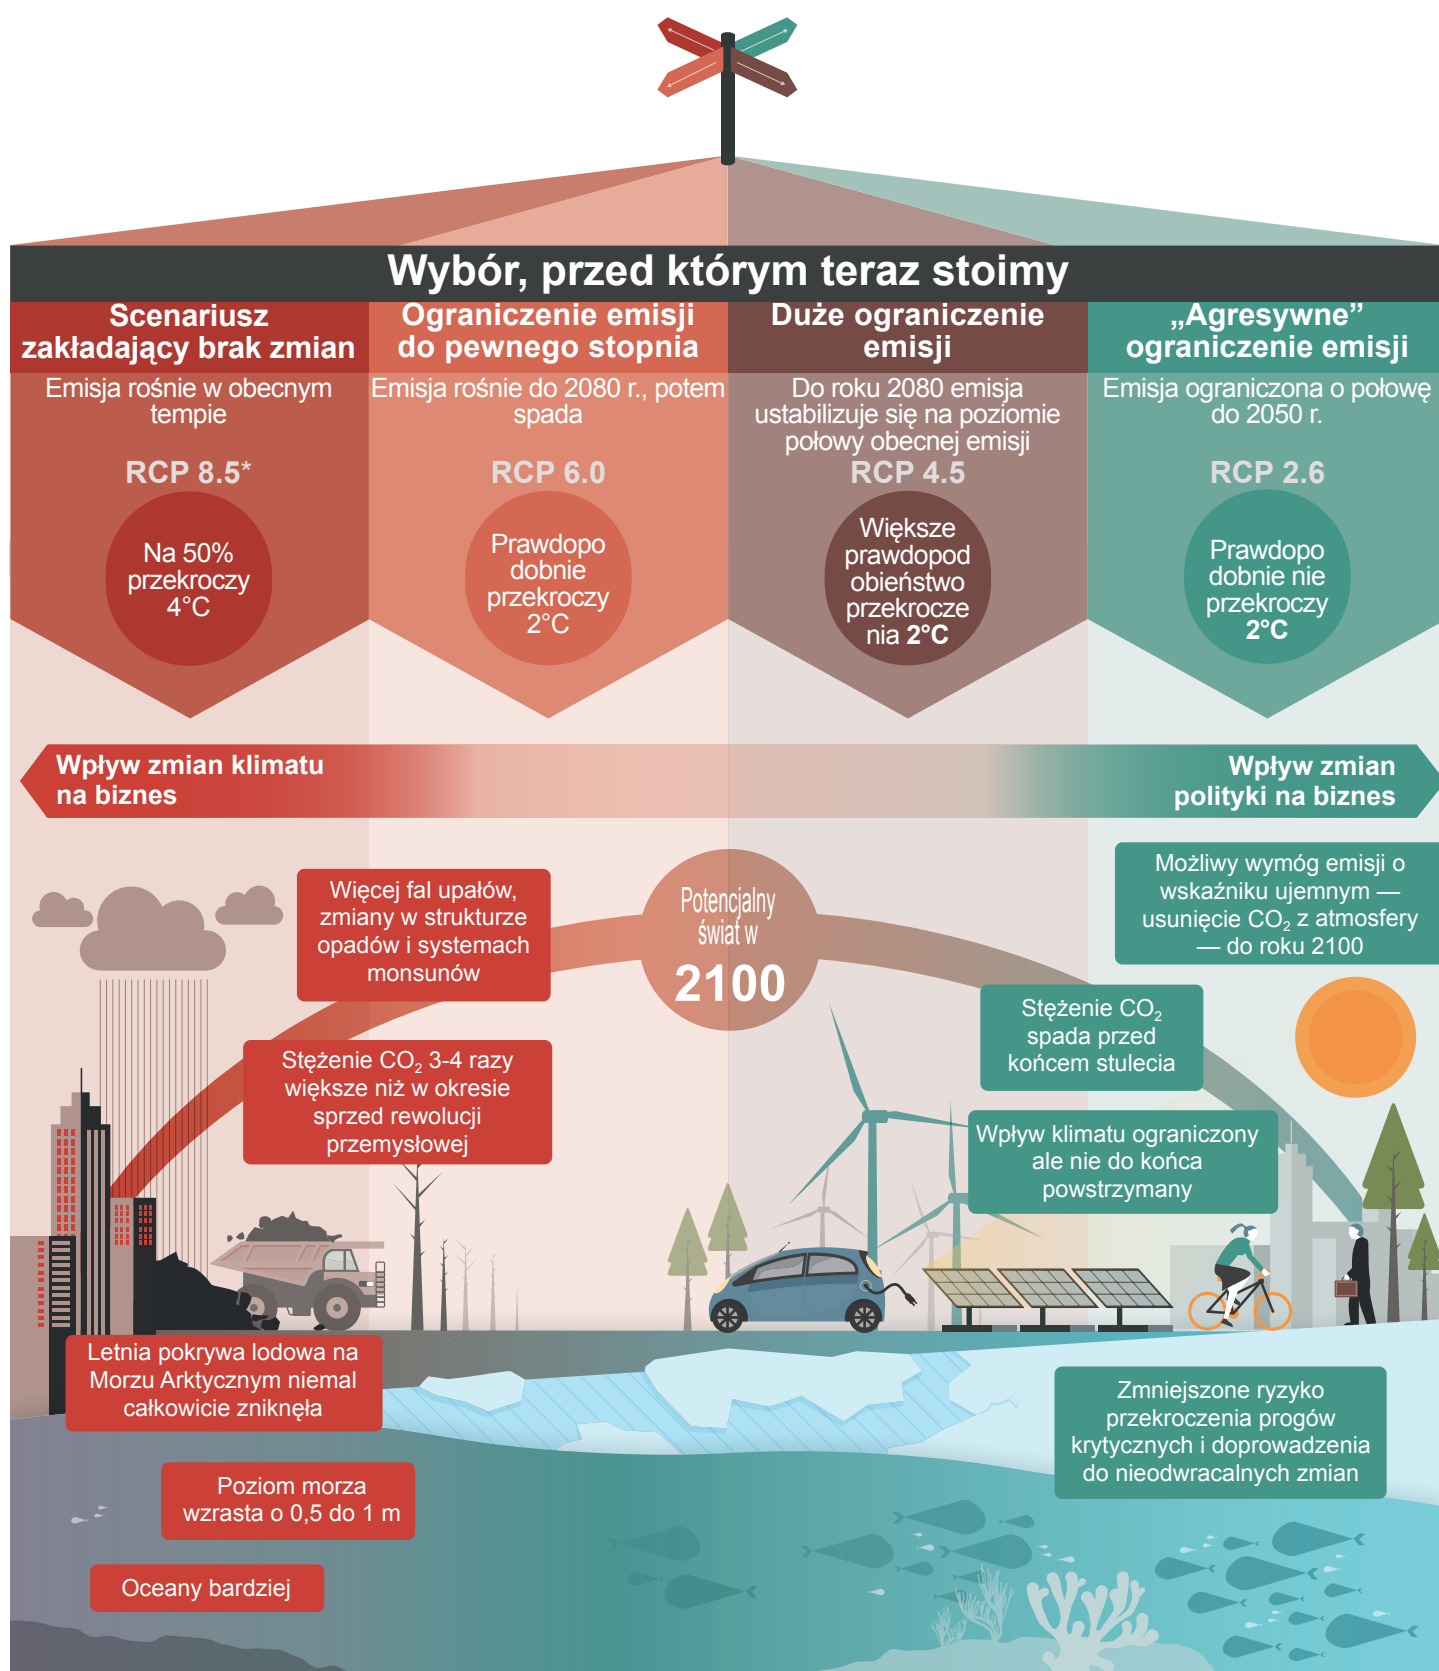 Wybór, przed którym teraz stoimy
Scenariusz
zakładający brak zmian
Emisja rośnie w obecnym
tempie
RCP 8.5*
Na 50%
przekroczy
4°C
Ograniczenie emisji
do pewnego stopnia
Emisja rośnie do 2080 r., potem
spada
RCP 6.0
Prawdopo
dobnie
przekroczy
2°C
Duże ograniczenie
emisji
Do roku 2080 emisja
ustabilizuje się na poziomie
połowy obecnej emisji
RCP 4.5
Większe
prawdopod
obieństwo
przekrocze
nia 2°C
„Agresywne”
ograniczenie emisji
Emisja ograniczona o połowę
do 2050 r.
RCP 2.6
Prawdopo
dobnie nie
przekroczy
2°C
Wpływ zmian klimatu
na biznes
Wpływ zmian
polityki na biznes
Potencjalny
świat w
2100
Więcej fal upałów,
zmiany w strukturze
opadów i systemach
monsunów
Stężenie CO₂ 3-4 razy
większe niż w okresie
sprzed rewolucji
przemysłowej
Możliwy wymóg emisji o
wskaźniku ujemnym —
usunięcie CO₂ z atmosfery
— do roku 2100
Stężenie CO₂
spada przed
końcem stulecia
Wpływ klimatu ograniczony
ale nie do końca
powstrzymany
Letnia pokrywa lodowa na
Morzu Arktycznym niemal
całkowicie zniknęła
Poziom morza
wzrasta o 0,5 do 1 m
Oceany bardziej
Zmniejszone ryzyko
przekroczenia progów
krytycznych i doprowadzenia
do nieodwracalnych zmian